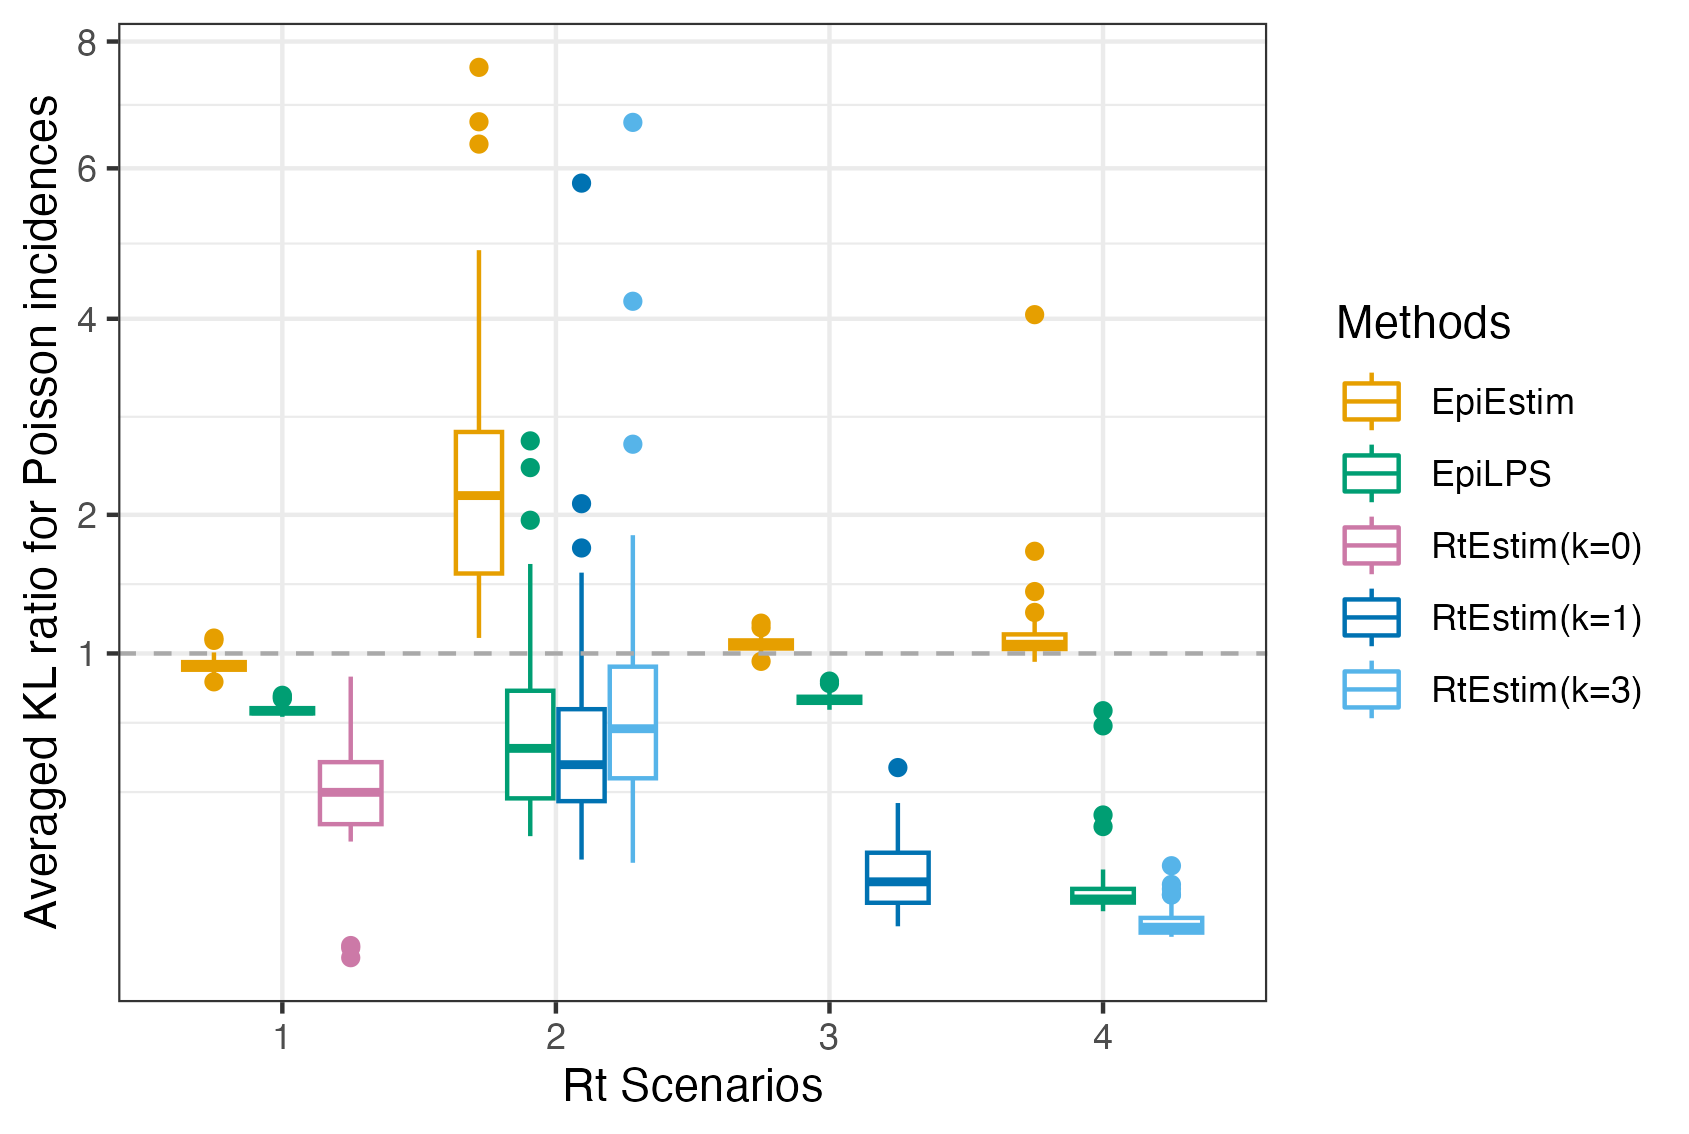 Averaged KL ratio for Poisson incidences
8
6
4
2
1
1
2
3
4
Rt Scenarios
Methods
EpiEstim
EpiLPS
RtEstim(k=0)
RtEstim(k=1)
RtEstim(k=3)